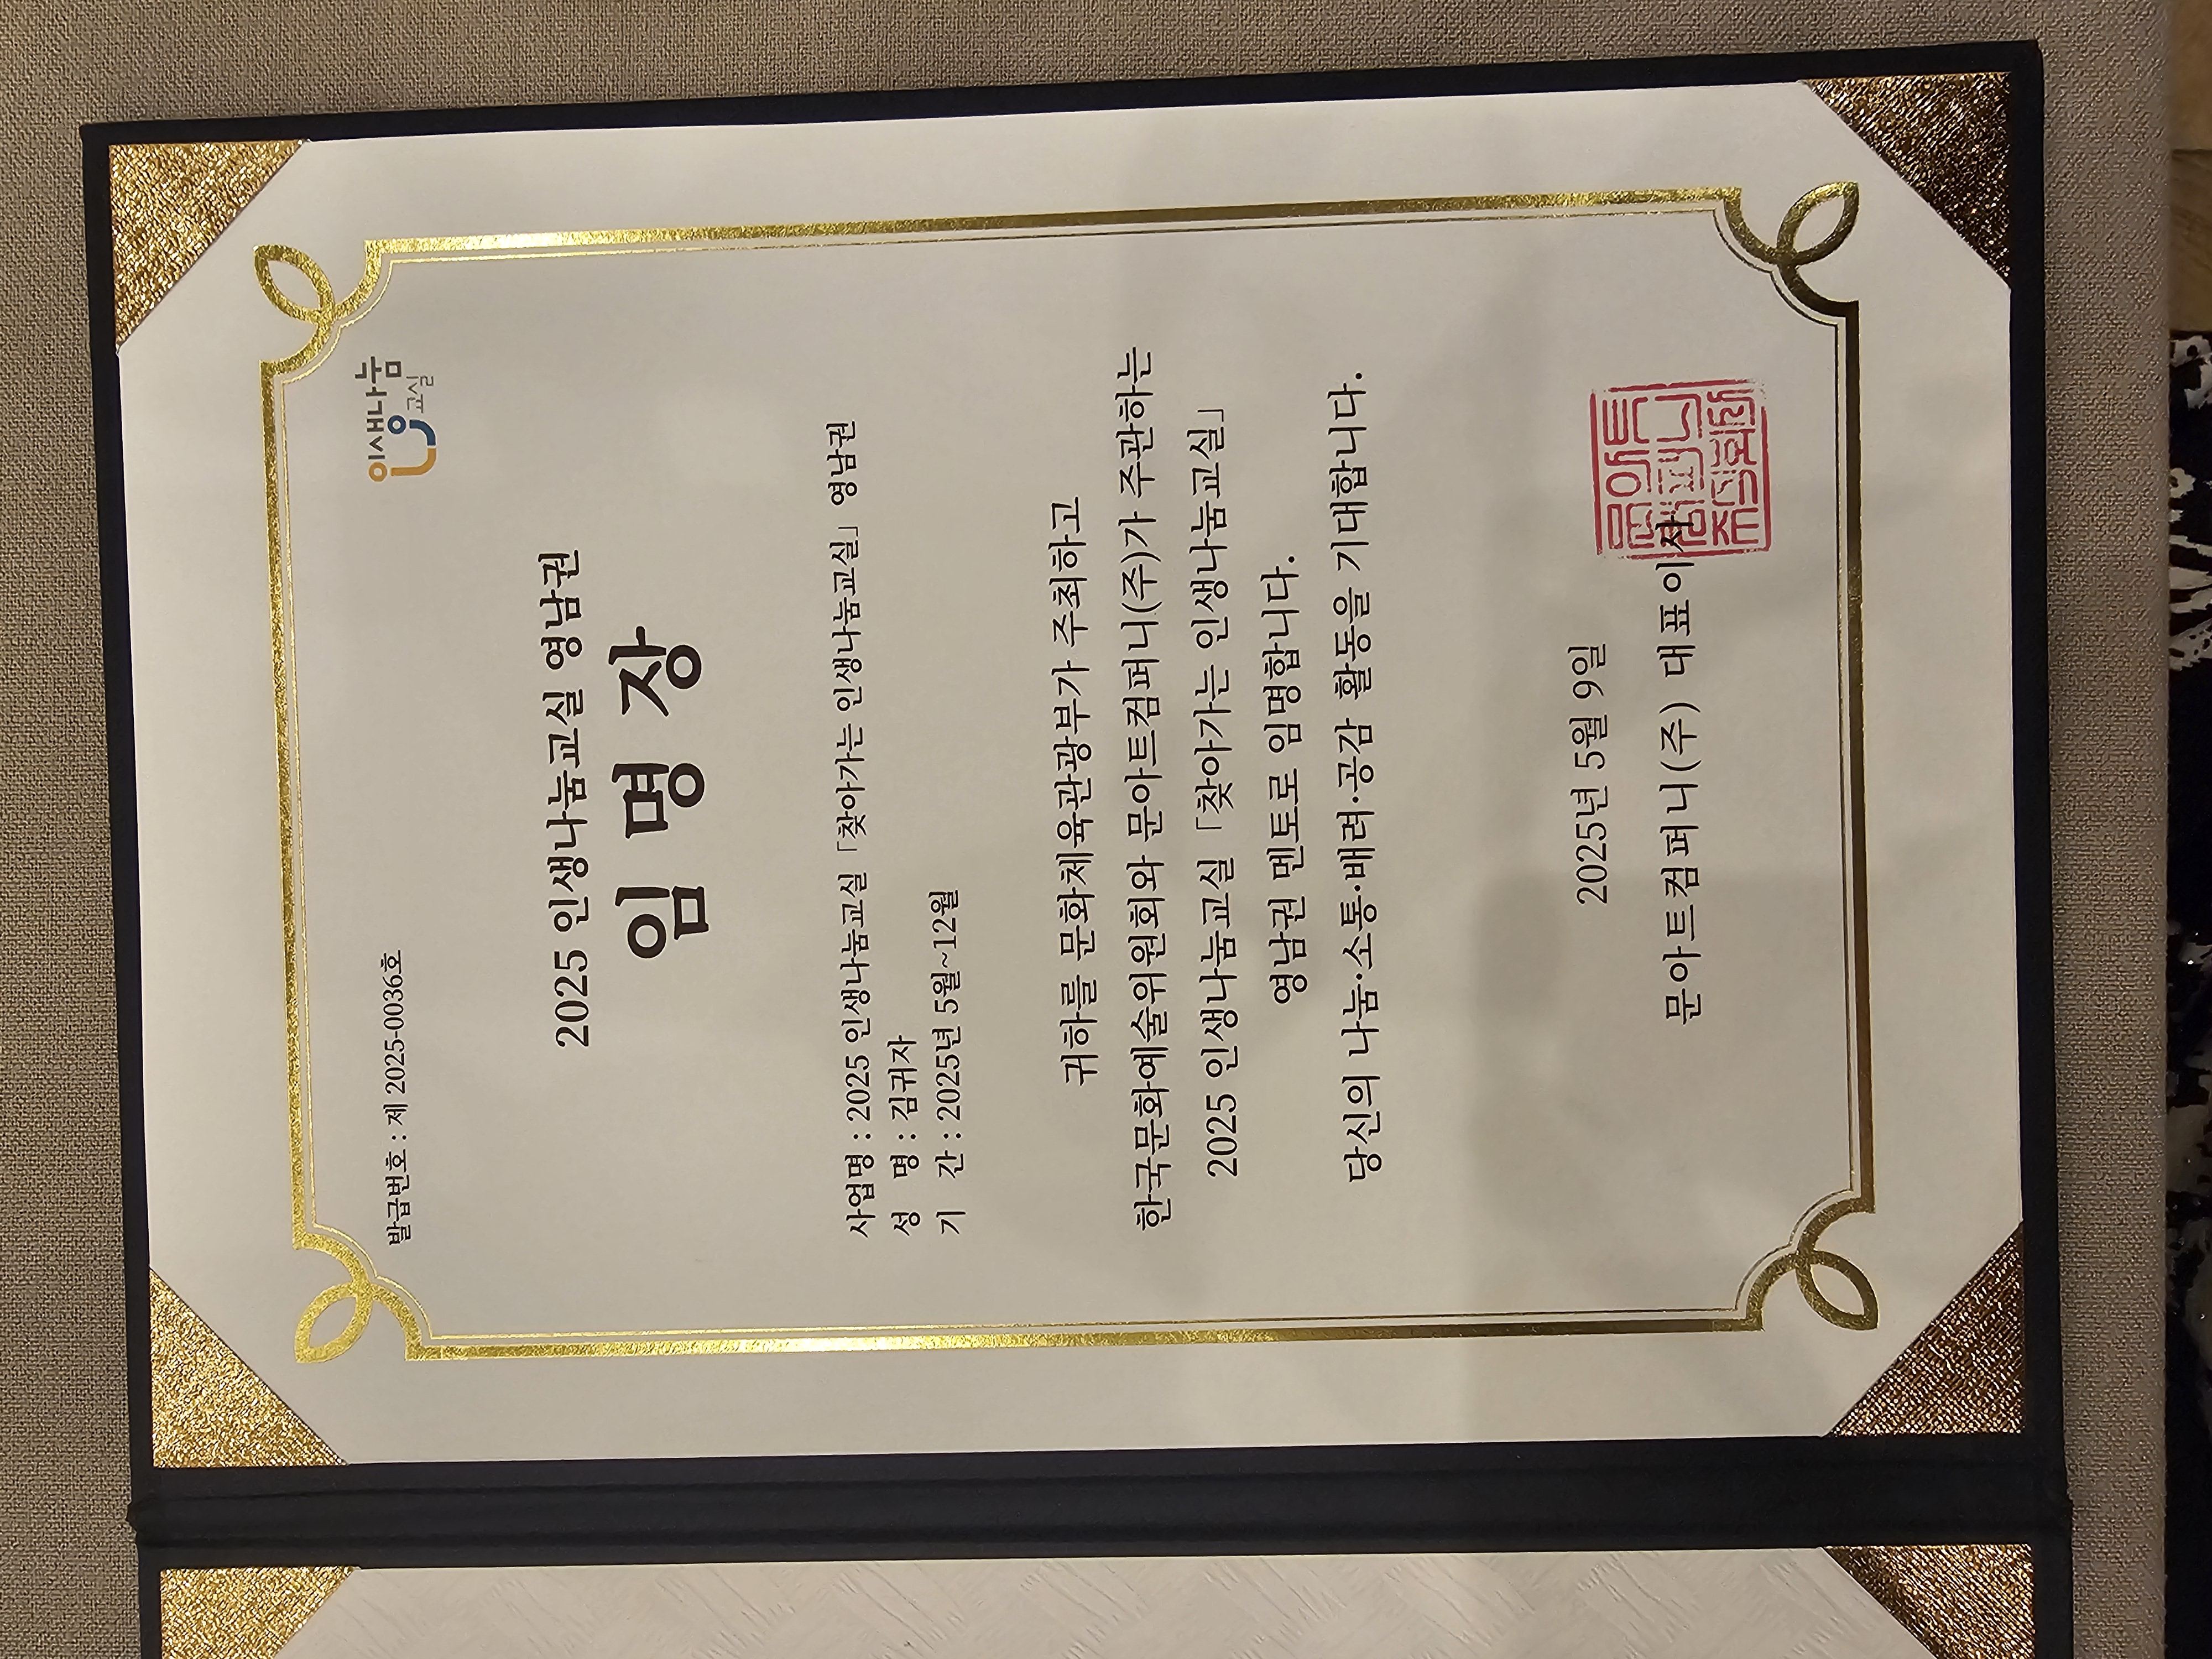 발급번호 : 제 2025-0036호
인생나눔
교실
2025 인생나눔교실 영남권
임 명 장
사업명 : 2025 인생나눔교실 「찾아가는 인생나눔교실」 영남권
성 명 : 김귀자
기 간 : 2025년 5월~12월
귀하를 문화체육관광부가 주최하고
한국문화예술위원회와 문아트컴퍼니(주)가 주관하는
2025 인생나눔교실 「찾아가는 인생나눔교실」
영남권 멘토로 임명합니다.
당신의 나눔·소통·배려·공감 활동을 기대합니다.
2025년 5월 9일
문아트컴퍼니(주) 대표이사